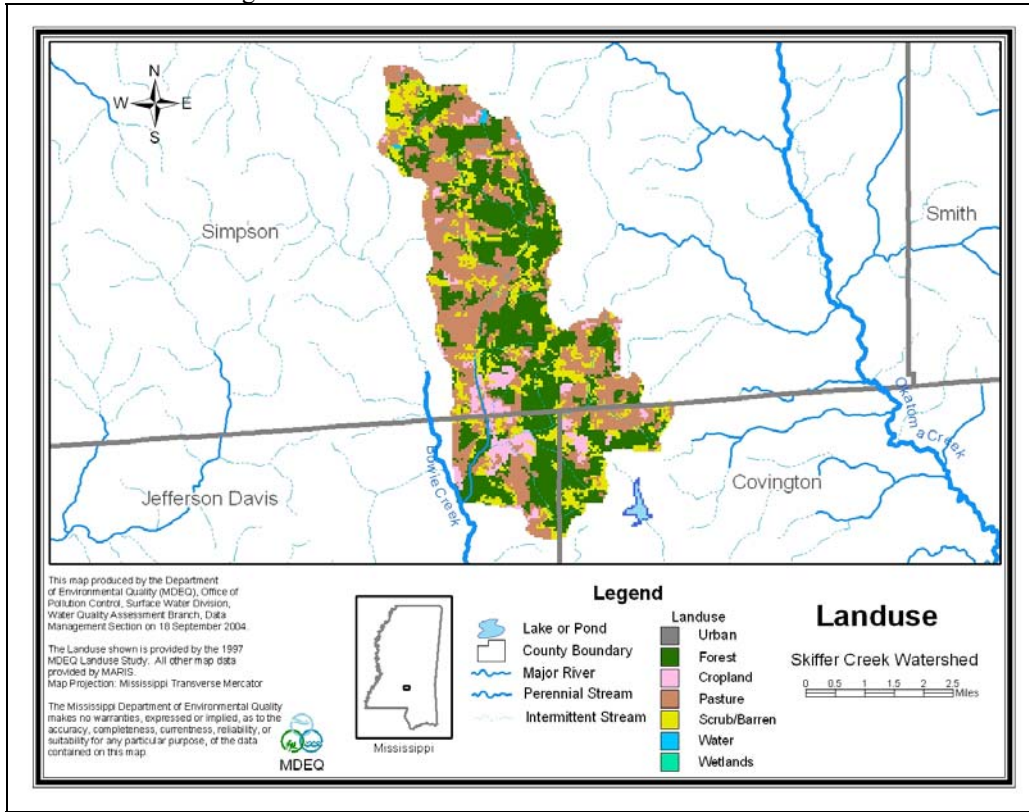 N
W E
S
Simpson
Smith
Okatoma Creek
Bowie Creek
Jefferson Davis
Covington
This map produced by the Department
of Environmental Quality (MDEQ), Office of
Pollution Control, Surface Water Division,
Water Quality Assessment Branch, Data
Management Section on 18 September 2004.
The Landuse shown is provided by the 1997
MDEQ Landuse Study. All other map data
provided by MARIS.
Map Projection: Mississippi Transverse Mercator
The Mississippi Department of Environmental Quality
makes no warranties, expressed or implied, as to the
accuracy, completeness, currentness, reliability, or
suitability for any particular purpose, of the data
contained on this map.
MDEQ
Mississippi
Legend
Lake or Pond
County Boundary
Major River
Perennial Stream
Intermittent Stream
Landuse
Urban
Forest
Cropland
Pasture
Scrub/Barren
Water
Wetlands
Landuse
Skiffer Creek Watershed
0 0.5 1 1.5 2 2.5
Miles